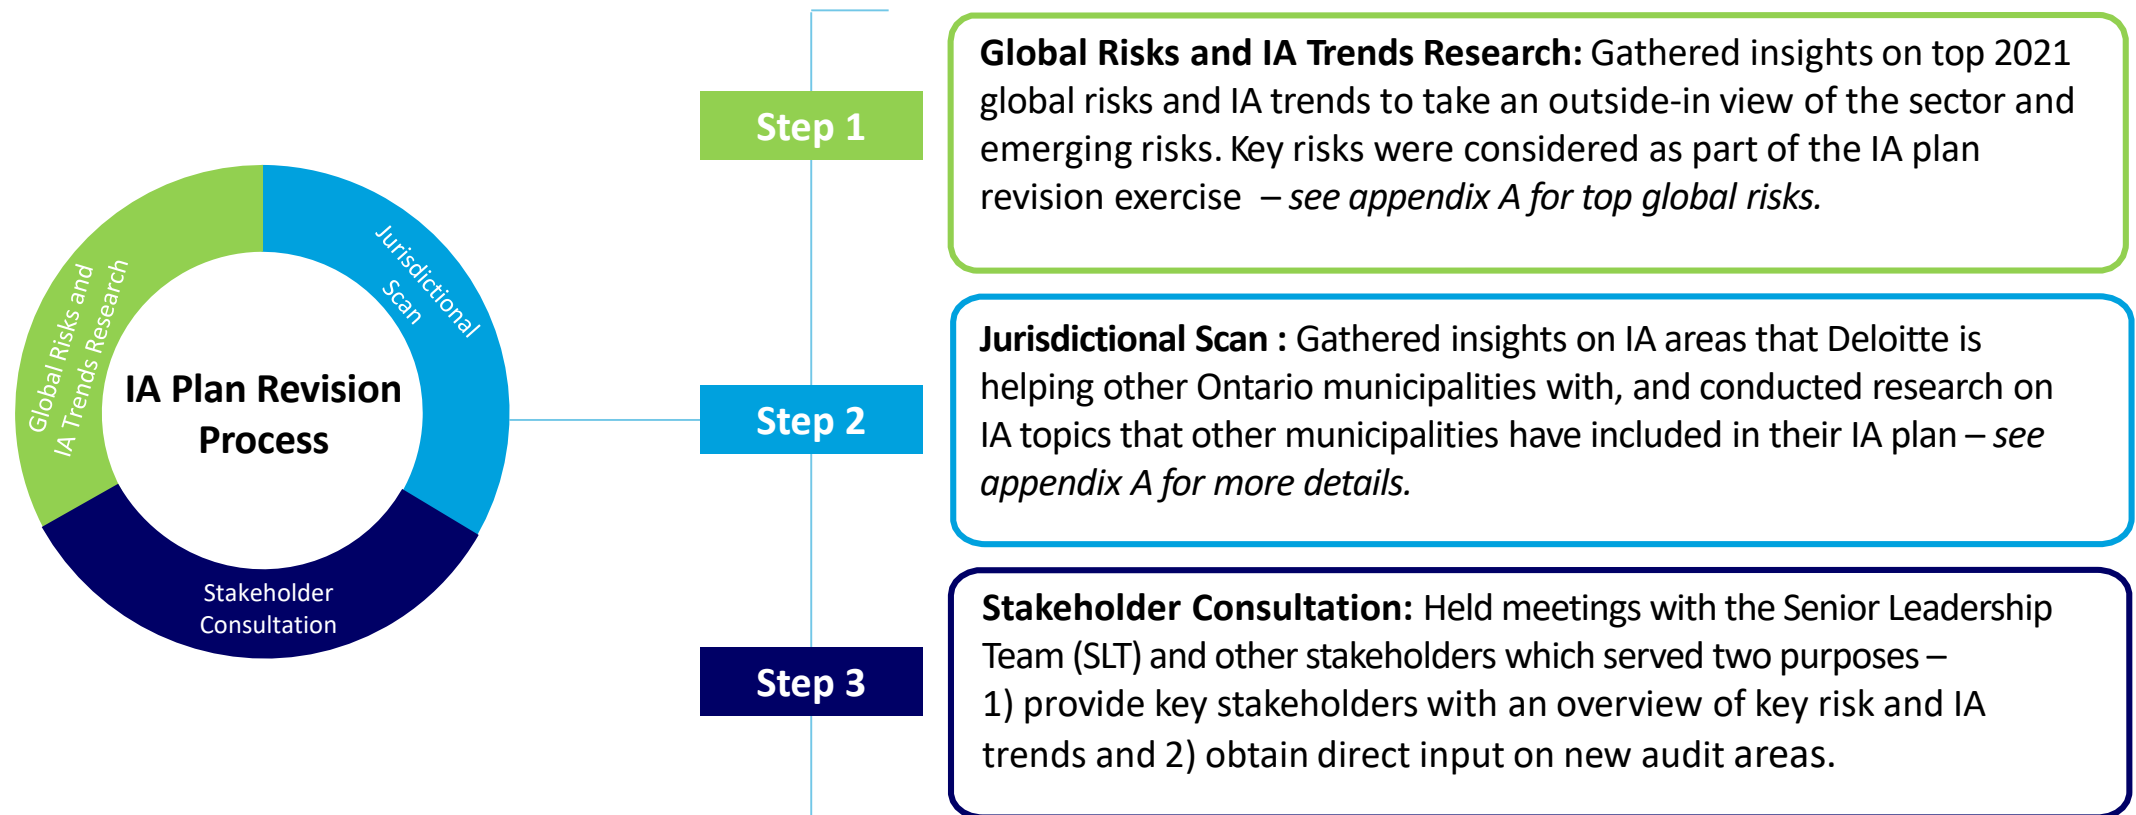 Global Risks and
IA Trends Research
Jurisdictional
Scan
IA Plan Revision
Process
Stakeholder
Consultation
Step 1
Global Risks and IA Trends Research: Gathered insights on top 2021
global risks and IA trends to take an outside-in view of the sector and
emerging risks. Key risks were considered as part of the IA plan
revision exercise – see appendix A for top global risks.
Step 2
Jurisdictional Scan : Gathered insights on IA areas that Deloitte is
helping other Ontario municipalities with, and conducted research on
IA topics that other municipalities have included in their IA plan – see
appendix A for more details.
Step 3
Stakeholder Consultation: Held meetings with the Senior Leadership
Team (SLT) and other stakeholders which served two purposes –
1) provide key stakeholders with an overview of key risk and IA
trends and 2) obtain direct input on new audit areas.